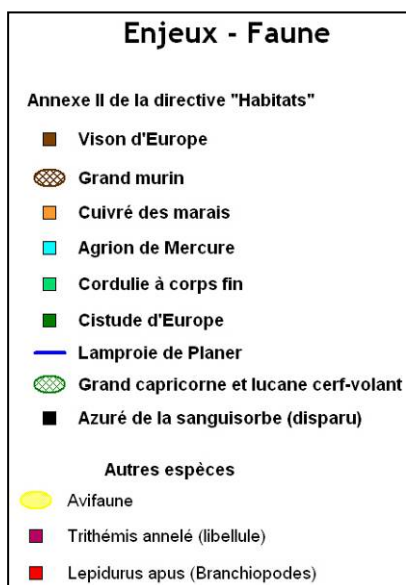 Enjeux - Faune
Annexe II de la directive "Habitats"
Vison d'Europe
Grand murin
Cuivré des marais
Agrion de Mercure
Cordulie à corps fin
Cistude d'Europe
Lamproie de Planer
Grand capricorne et lucane cerf-volant
Azuré de la sanguisorbe (disparu)
Autres espèces
Avifaune
Trithémis annelé (libellule)
Lepidurus apus (Branchiopodes)